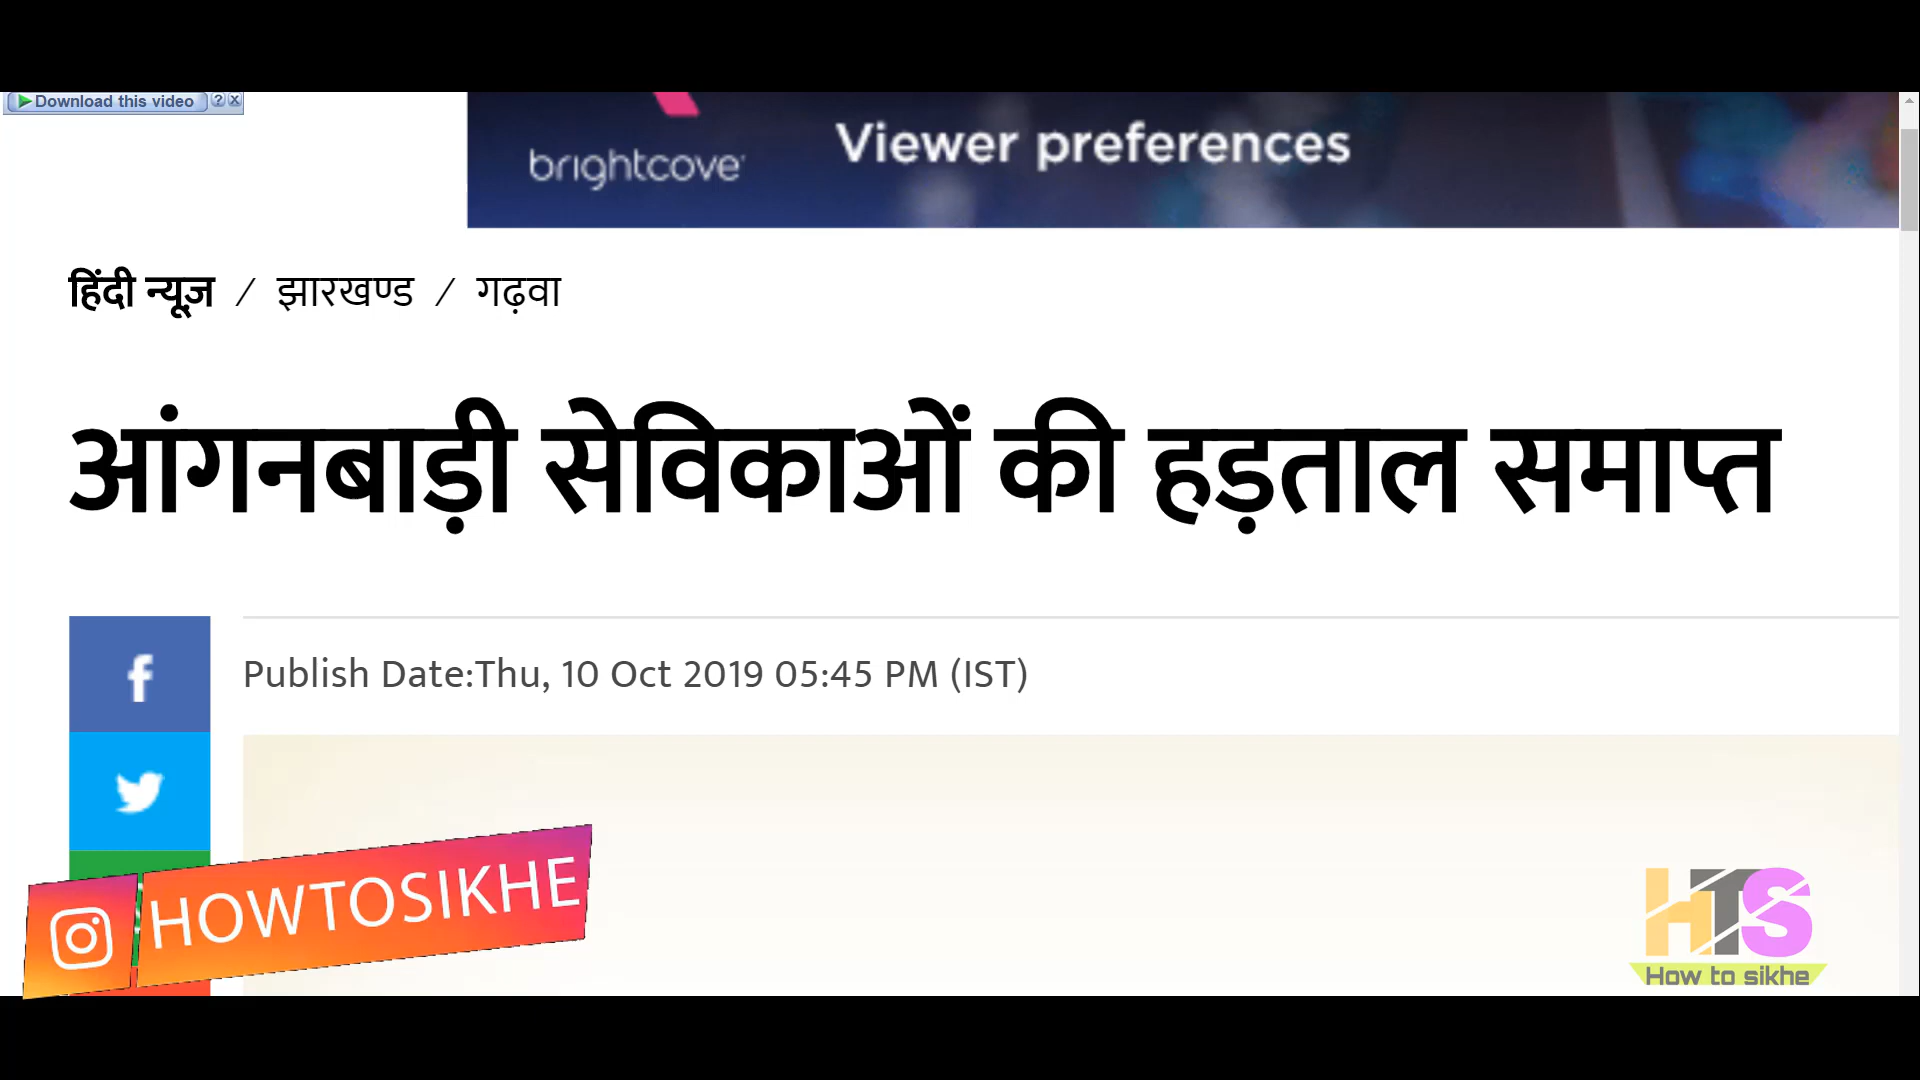 Download this video
brightcove
Viewer preferences
हिंदी न्यूज़ / झारखण्ड / गढ़वा
आंगनबाड़ी सेविकाओं की हड़ताल समाप्त
Publish Date:Thu, 10 Oct 2019 05:45 PM (IST)
HOWTOSIKHE
HTS
How to sikhe